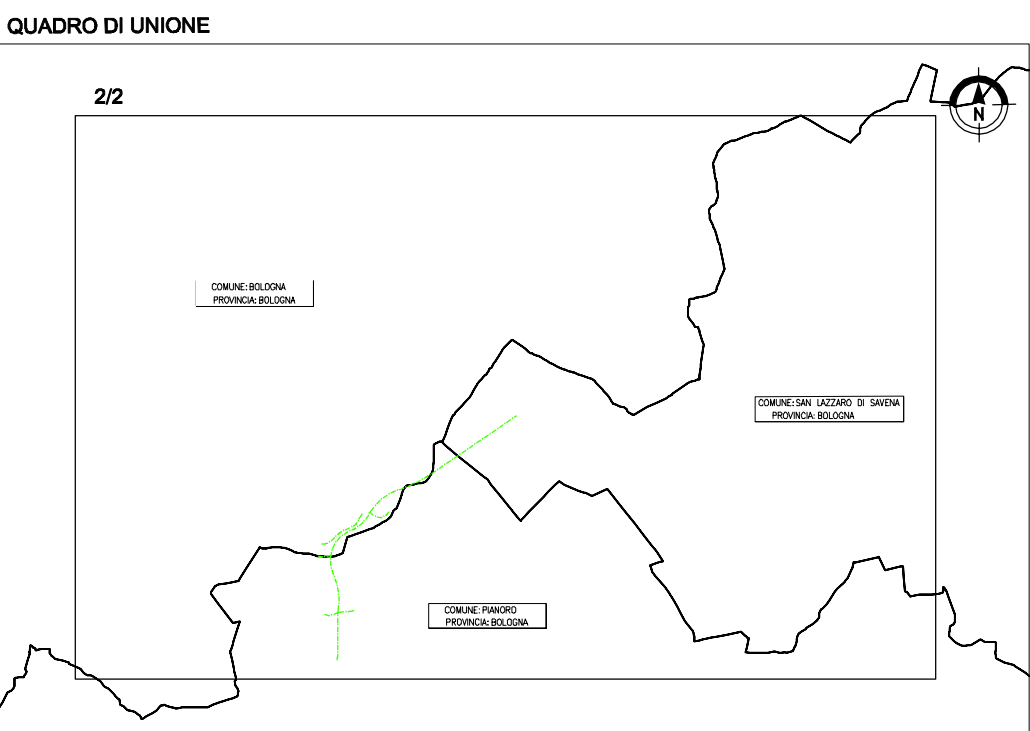 QUADRO DI UNIONE
2/2
N
COMUNE: BOLOGNA
PROVINCIA: BOLOGNA
COMUNE: SAN LAZZARO DI SAVENA
PROVINCIA: BOLOGNA
COMUNE: PIANORO
PROVINCIA: BOLOGNA